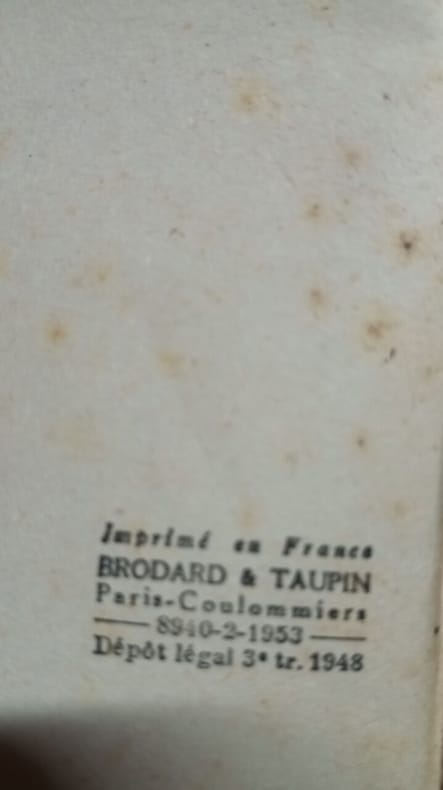 Imprimé en France
BRODARD & TAUPIN
Paris-Coulommiers
8940-2-1953
Dépôt légal 3ᵉ tr. 1948